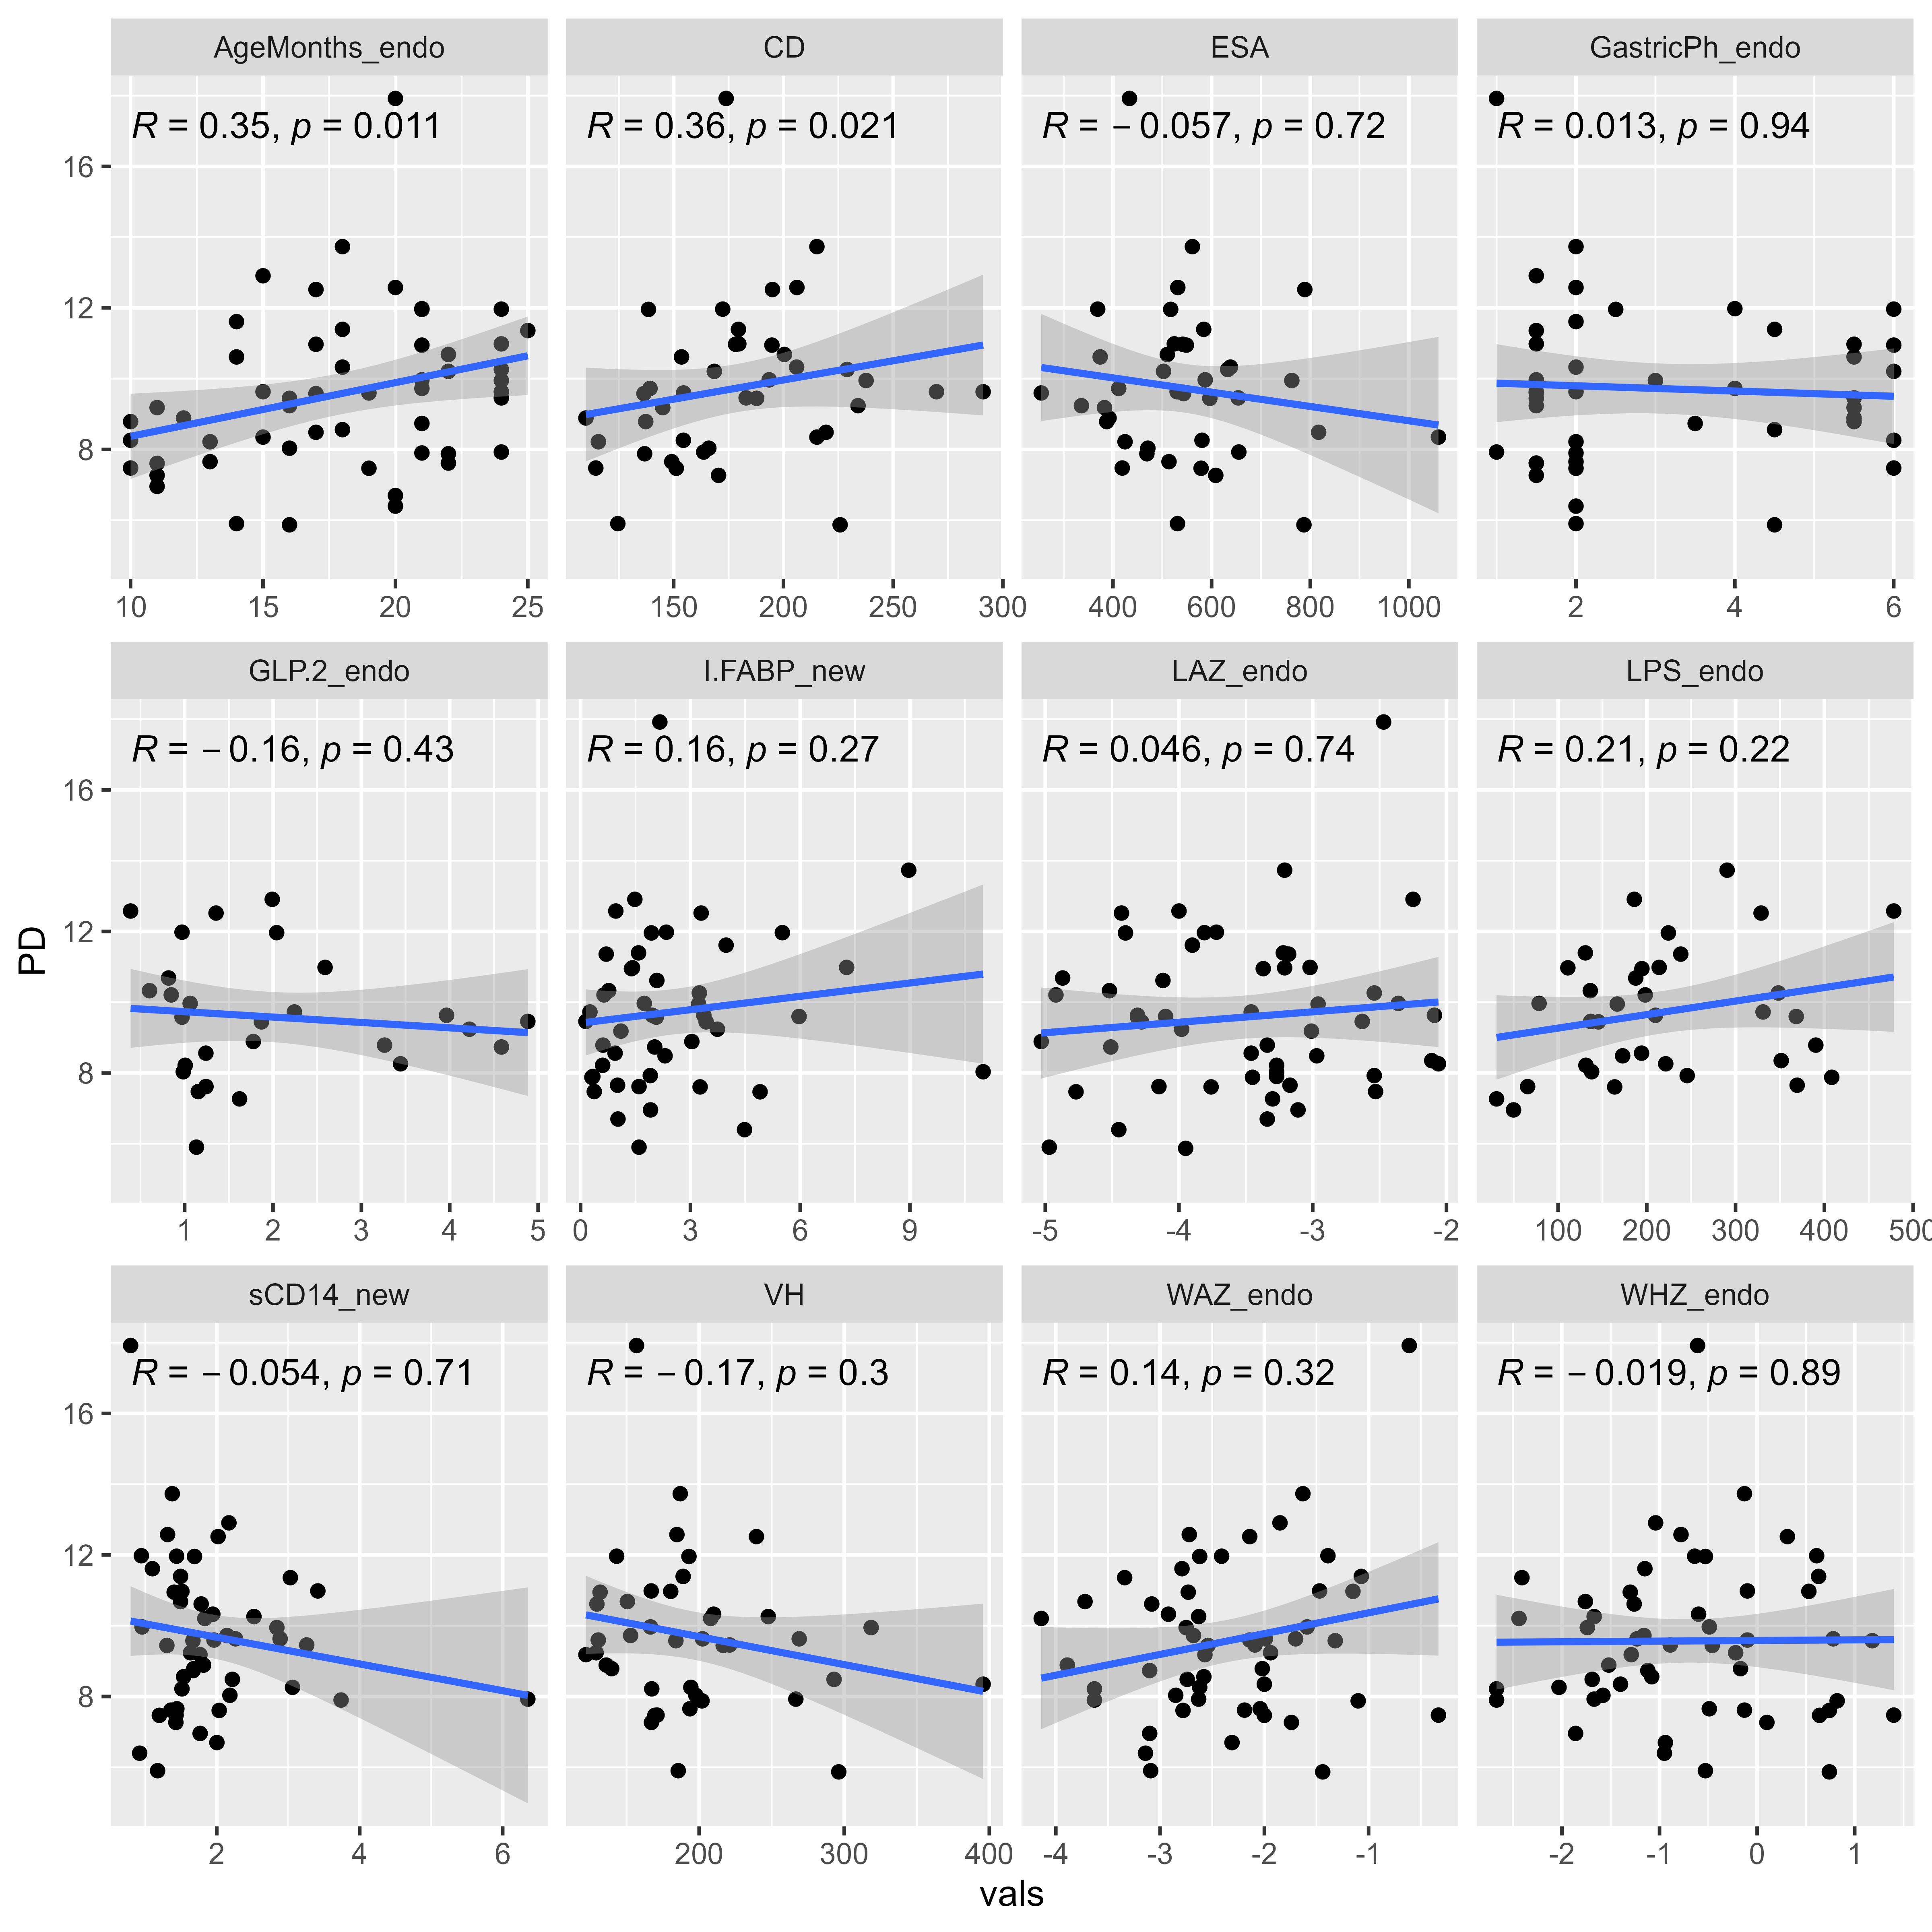 AgeMonths_endo CD ESA GastricPh_endo
R = 0.35, p = 0.011 R = 0.36, p = 0.021 R = − 0.057, p = 0.72 R = 0.013, p = 0.94
16
12
8
10 15 20 25 150 200 250 300 400 600 800 1000 2 4 6
GLP.2_endo I.FABP_new LAZ_endo LPS_endo
R = − 0.16, p = 0.43 R = 0.16, p = 0.27 R = 0.046, p = 0.74 R = 0.21, p = 0.22
16
12
PD
8
1 2 3 4 5 0 3 6 9 -5 -4 -3 -2 100 200 300 400 500
sCD14_new VH WAZ_endo WHZ_endo
R = − 0.054, p = 0.71 R = − 0.17, p = 0.3 R = 0.14, p = 0.32 R = − 0.019, p = 0.89
16
12
8
2 4 6 200 300 400 -4 -3 -2 -1 -2 -1 0 1
vals